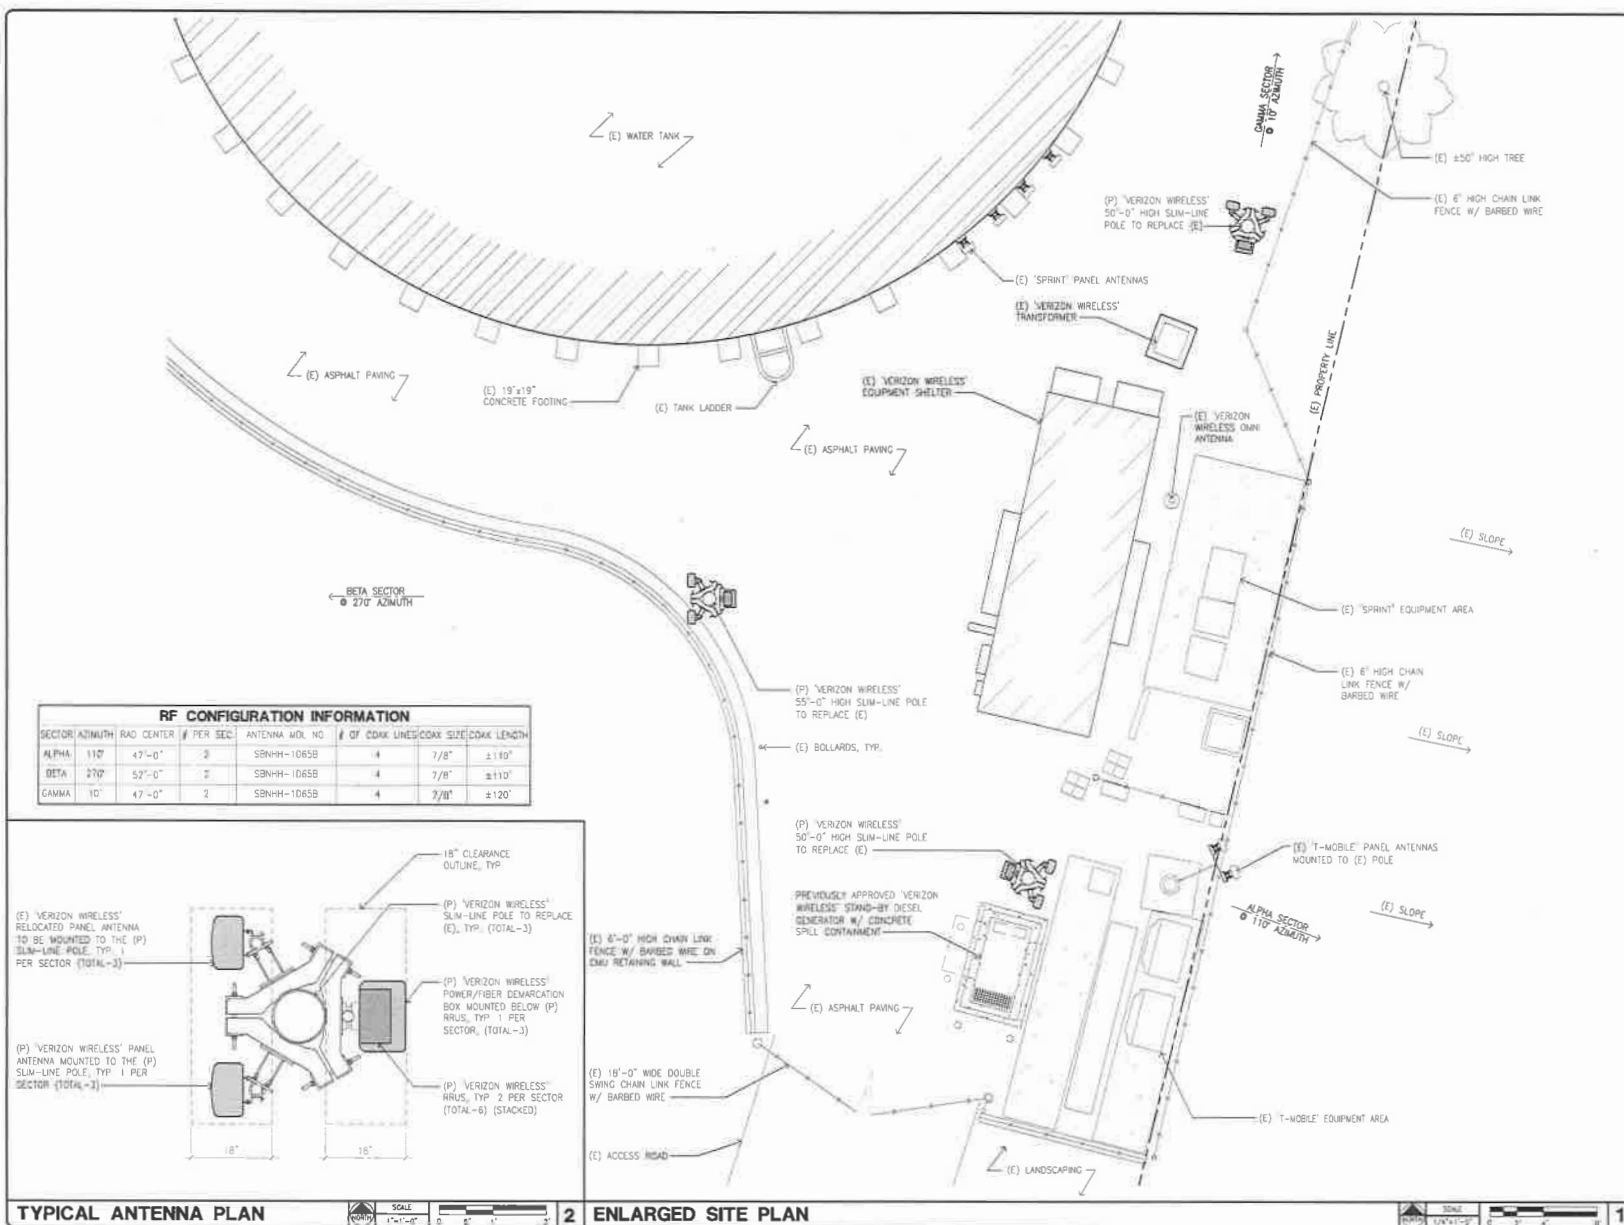 GAMMA SECTOR
@ 10° AZIMUTH
(E) WATER TANK
(E) ±50' HIGH TREE
(P) 'VERIZON WIRELESS'
50'-0" HIGH SLIM-LINE
POLE TO REPLACE (E)
(E) 6' HIGH CHAIN LINK
FENCE W/ BARBED WIRE
(E) 'SPRINT' PANEL ANTENNAS
(E) 'VERIZON WIRELESS'
TRANSFORMER
(E) PROPERTY LINE
(E) ASPHALT PAVING
(E) 19"x19"
CONCRETE FOOTING
(E) TANK LADDER
(E) 'VERIZON WIRELESS'
EQUIPMENT SHELTER
(E) 'VERIZON
WIRELESS OMNI
ANTENNA
(E) ASPHALT PAVING
(E) SLOPE
BETA SECTOR
@ 270° AZIMUTH
(E) 'SPRINT' EQUIPMENT AREA
(E) 6' HIGH CHAIN
LINK FENCE W/
BARBED WIRE
(P) 'VERIZON WIRELESS'
55'-0" HIGH SLIM-LINE POLE
TO REPLACE (E)
(E) BOLLARDS, TYP.
(E) SLOPE
RF CONFIGURATION INFORMATION
SECTOR AZIMUTH RAD CENTER # PER SEC. ANTENNA MDL NO # OF COAX LINES COAX SIZE COAX LENGTH
ALPHA 110° 47'-0" 2 SBNHH-1D65B 4 7/8" ±110'
BETA 270° 52'-0" 2 SBNHH-1D65B 4 7/8" ±110'
GAMMA 10° 47'-0" 2 SBNHH-1D65B 4 7/8" ±120'
(P) 'VERIZON WIRELESS'
50'-0" HIGH SLIM-LINE POLE
TO REPLACE (E)
(E) 'T-MOBILE' PANEL ANTENNAS
MOUNTED TO (E) POLE
PREVIOUSLY APPROVED 'VERIZON
WIRELESS' STAND-BY DIESEL
GENERATOR W/ CONCRETE
SPILL CONTAINMENT
ALPHA SECTOR
@ 110° AZIMUTH
(E) SLOPE
(E) 6'-0" HIGH CHAIN LINK
FENCE W/ BARBED WIRE ON
CMU RETAINING WALL
(E) ASPHALT PAVING
(E) 18'-0" WIDE DOUBLE
SWING CHAIN LINK FENCE
W/ BARBED WIRE
(E) 'T-MOBILE' EQUIPMENT AREA
(E) ACCESS ROAD
(E) LANDSCAPING
18" CLEARANCE
OUTLINE, TYP
(E) 'VERIZON WIRELESS'
RELOCATED PANEL ANTENNA
TO BE MOUNTED TO THE (P)
SLIM-LINE POLE, TYP. 1
PER SECTOR (TOTAL-3)
(P) 'VERIZON WIRELESS'
SLIM-LINE POLE TO REPLACE
(E), TYP. (TOTAL-3)
(P) 'VERIZON WIRELESS'
POWER/FIBER DEMARCATION
BOX MOUNTED BELOW (P)
RRUS, TYP 1 PER
SECTOR, (TOTAL-3)
(P) 'VERIZON WIRELESS' PANEL
ANTENNA MOUNTED TO THE (P)
SLIM-LINE POLE, TYP. 1 PER
SECTOR (TOTAL-3)
(P) 'VERIZON WIRELESS'
RRUS, TYP 2 PER SECTOR
(TOTAL-6) (STACKED)
18" 18"
TYPICAL ANTENNA PLAN
NORTH
SCALE
2
ENLARGED SITE PLAN
NORTH
SCALE